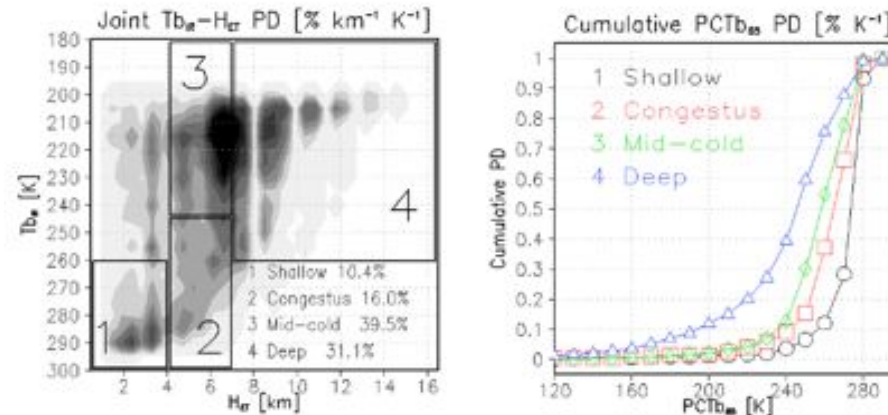 Joint Tb_IR-H_ET PD [% km⁻¹ K⁻¹]
180
190
200
210
220
230
240
250
260
270
280
290
300
Tb_IR [K]
3
4
1
2
1 Shallow 10.4%
2 Congestus 16.0%
3 Mid-cold 39.5%
4 Deep 31.1%
2 4 6 8 10 12 14 16
H_ET [km]
Cumulative PCTb₈₅ PD [% K⁻¹]
1
0.9
0.8
0.7
0.6
0.5
0.4
0.3
0.2
0.1
0
Cumulative PD
1 Shallow
2 Congestus
3 Mid-cold
4 Deep
120 160 200 240 280
PCTb₈₅ [K]